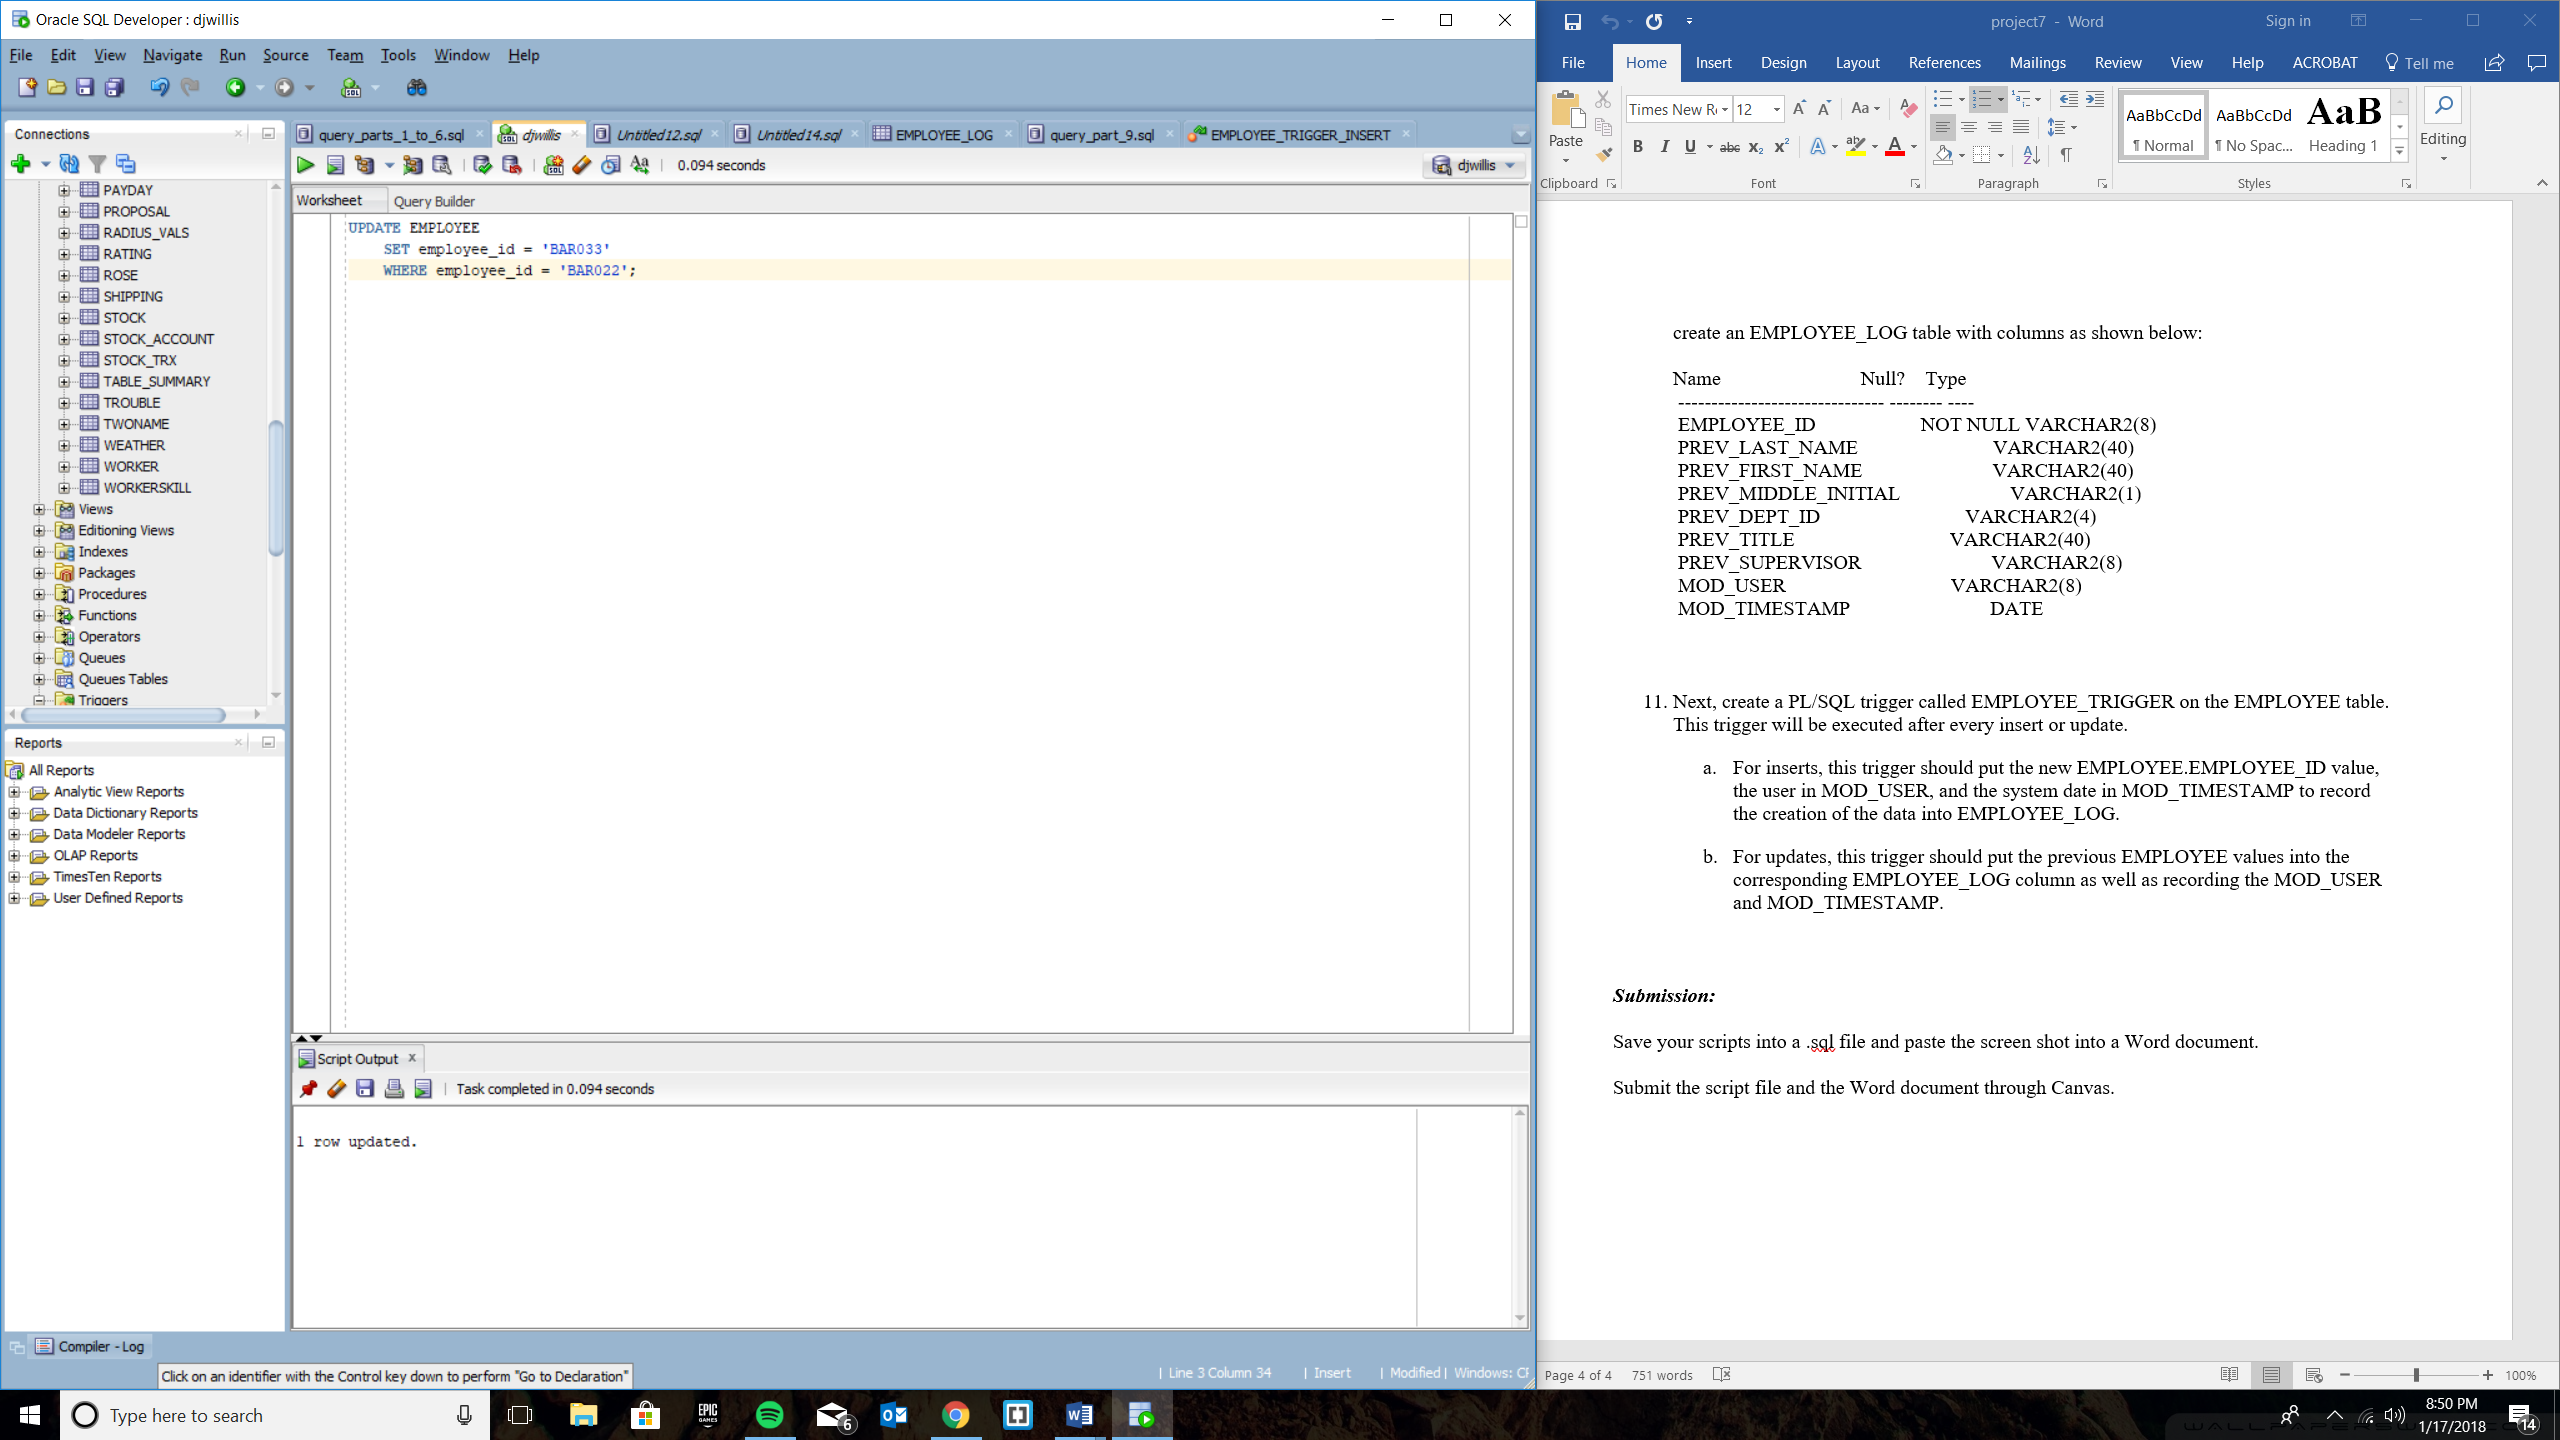 Oracle SQL Developer : djwillis
File Edit View Navigate Run Source Team Tools Window Help
Connections
PAYDAY
PROPOSAL
RADIUS_VALS
RATING
ROSE
SHIPPING
STOCK
STOCK_ACCOUNT
STOCK_TRX
TABLE_SUMMARY
TROUBLE
TWONAME
WEATHER
WORKER
WORKERSKILL
Views
Editioning Views
Indexes
Packages
Procedures
Functions
Operators
Queues
Queues Tables
Triggers
Reports
All Reports
Analytic View Reports
Data Dictionary Reports
Data Modeler Reports
OLAP Reports
TimesTen Reports
User Defined Reports
query_parts_1_to_6.sql djwillis Untitled12.sql Untitled14.sql EMPLOYEE_LOG query_part_9.sql EMPLOYEE_TRIGGER_INSERT
0.094 seconds djwillis
Worksheet Query Builder
UPDATE EMPLOYEE
SET employee_id = 'BAR033'
WHERE employee_id = 'BAR022';
Script Output
Task completed in 0.094 seconds
1 row updated.
Compiler - Log
Click on an identifier with the Control key down to perform "Go to Declaration"
Line 3 Column 34 Insert Modified Windows:
project7 - Word Sign in
File Home Insert Design Layout References Mailings Review View Help ACROBAT Tell me
Times New 12 Aa
Paste
B I U abc x₂ x² A ab A
AaBbCcDd AaBbCcDd AaB
¶ Normal ¶ No Spac... Heading 1
Editing
Clipboard Font Paragraph Styles
create an EMPLOYEE_LOG table with columns as shown below:
Name Null? Type
------------------------------- -------- ----
EMPLOYEE_ID NOT NULL VARCHAR2(8)
PREV_LAST_NAME VARCHAR2(40)
PREV_FIRST_NAME VARCHAR2(40)
PREV_MIDDLE_INITIAL VARCHAR2(1)
PREV_DEPT_ID VARCHAR2(4)
PREV_TITLE VARCHAR2(40)
PREV_SUPERVISOR VARCHAR2(8)
MOD_USER VARCHAR2(8)
MOD_TIMESTAMP DATE
11. Next, create a PL/SQL trigger called EMPLOYEE_TRIGGER on the EMPLOYEE table.
This trigger will be executed after every insert or update.
a. For inserts, this trigger should put the new EMPLOYEE.EMPLOYEE_ID value,
the user in MOD_USER, and the system date in MOD_TIMESTAMP to record
the creation of the data into EMPLOYEE_LOG.
b. For updates, this trigger should put the previous EMPLOYEE values into the
corresponding EMPLOYEE_LOG column as well as recording the MOD_USER
and MOD_TIMESTAMP.
Submission:
Save your scripts into a .sql file and paste the screen shot into a Word document.
Submit the script file and the Word document through Canvas.
Page 4 of 4 751 words 100%
Type here to search
EPIC GAMES
6
8:50 PM
1/17/2018
14